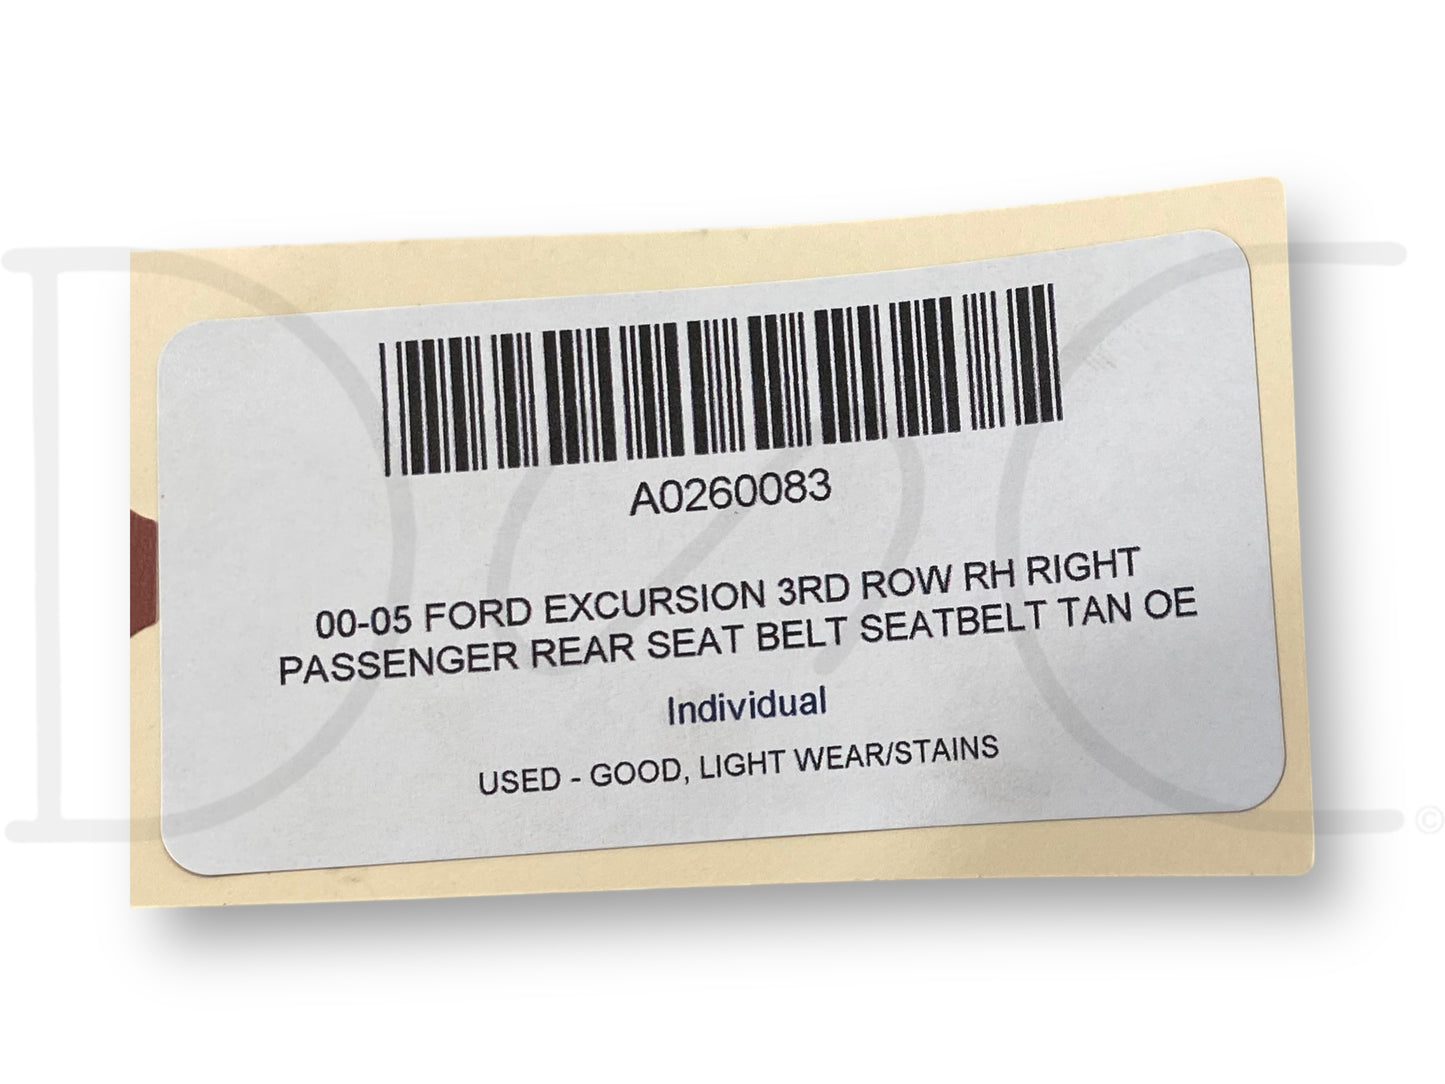 A0260083
00-05 FORD EXCURSION 3RD ROW RH RIGHT
PASSENGER REAR SEAT BELT SEATBELT TAN OE
Individual
USED - GOOD, LIGHT WEAR/STAINS
©